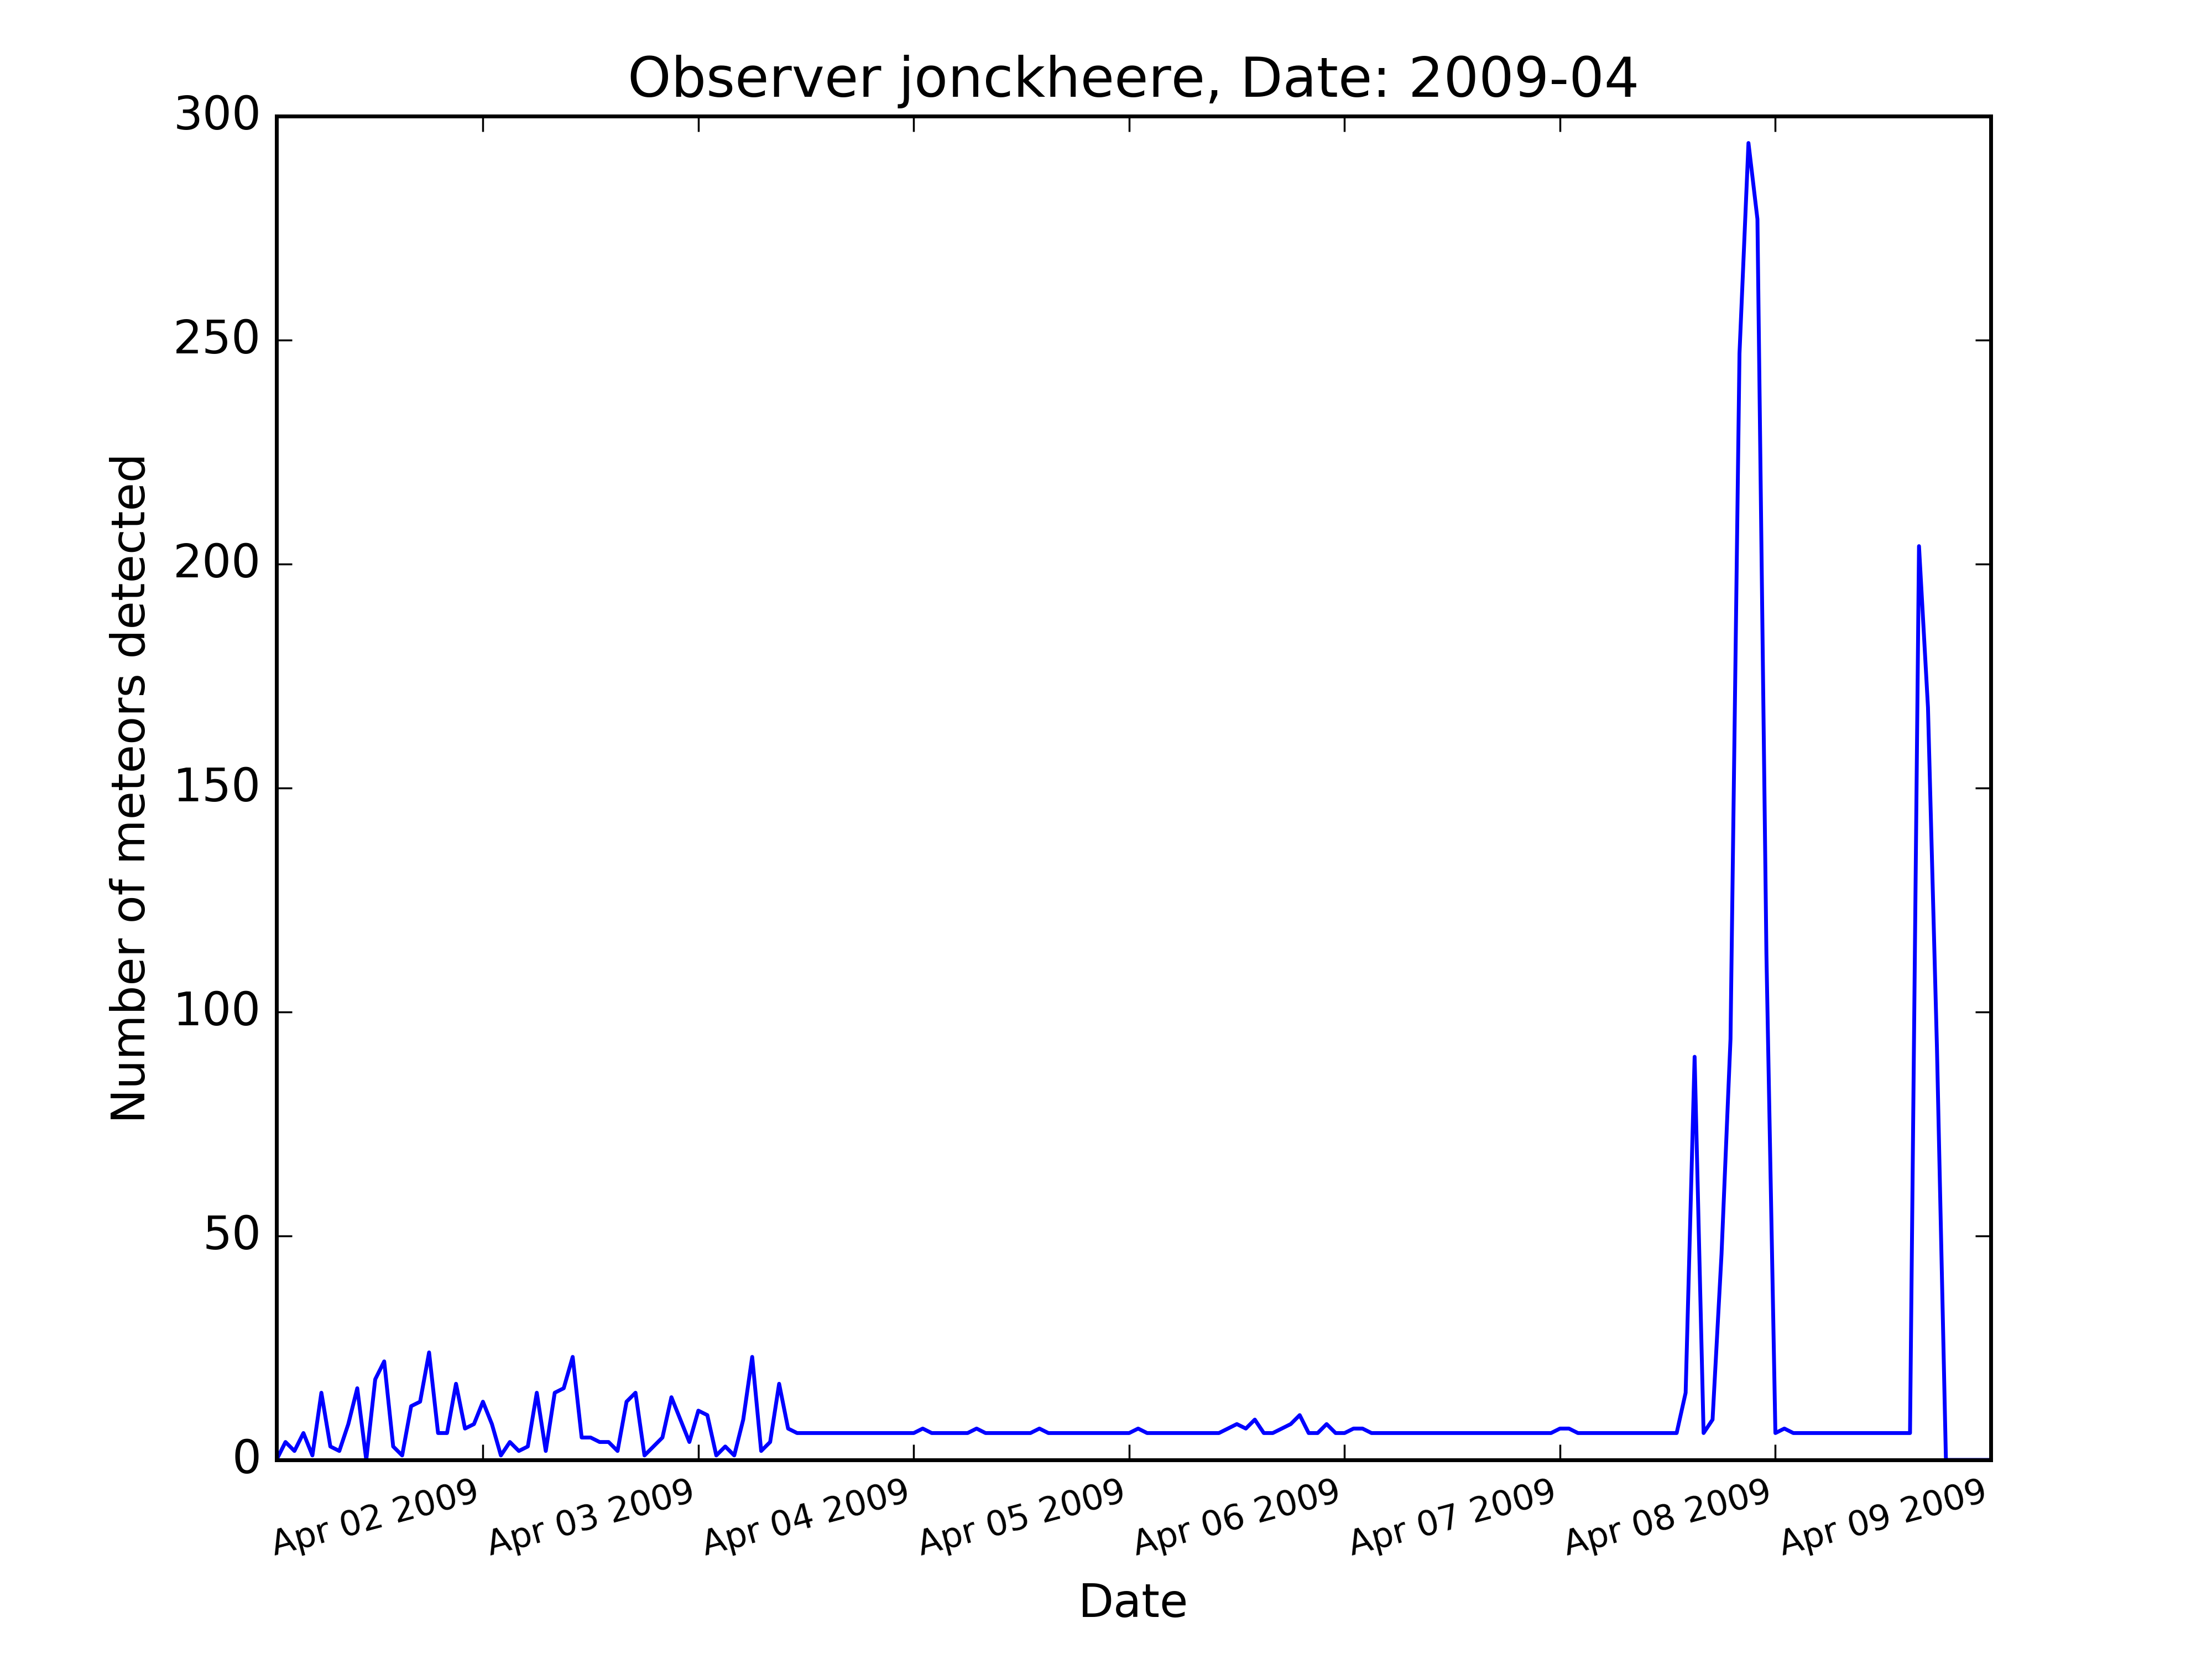 Observer jonckheere, Date: 2009-04
300
250
200
150
100
50
0
Number of meteors detected
Apr 02 2009
Apr 03 2009
Apr 04 2009
Apr 05 2009
Apr 06 2009
Apr 07 2009
Apr 08 2009
Apr 09 2009
Date